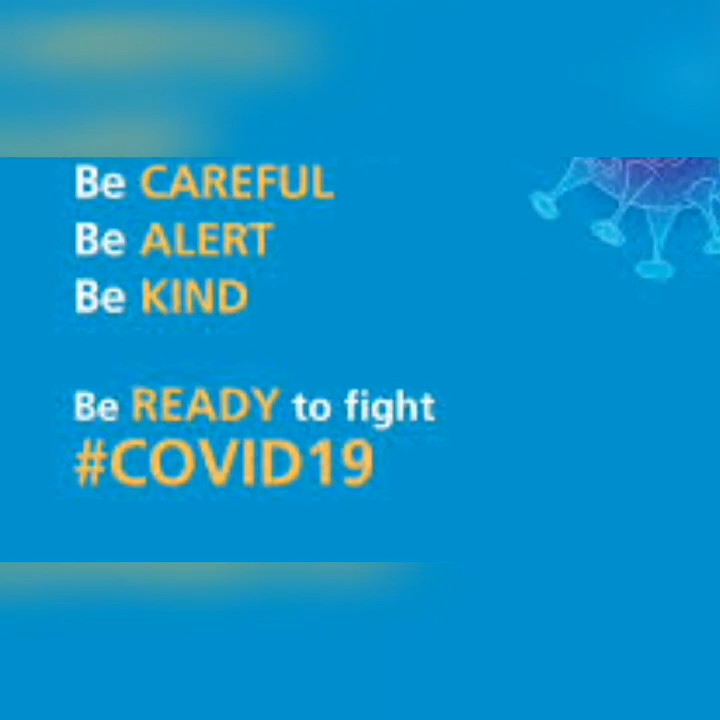 Be CAREFUL
Be ALERT
Be KIND
Be READY to fight
#COVID19